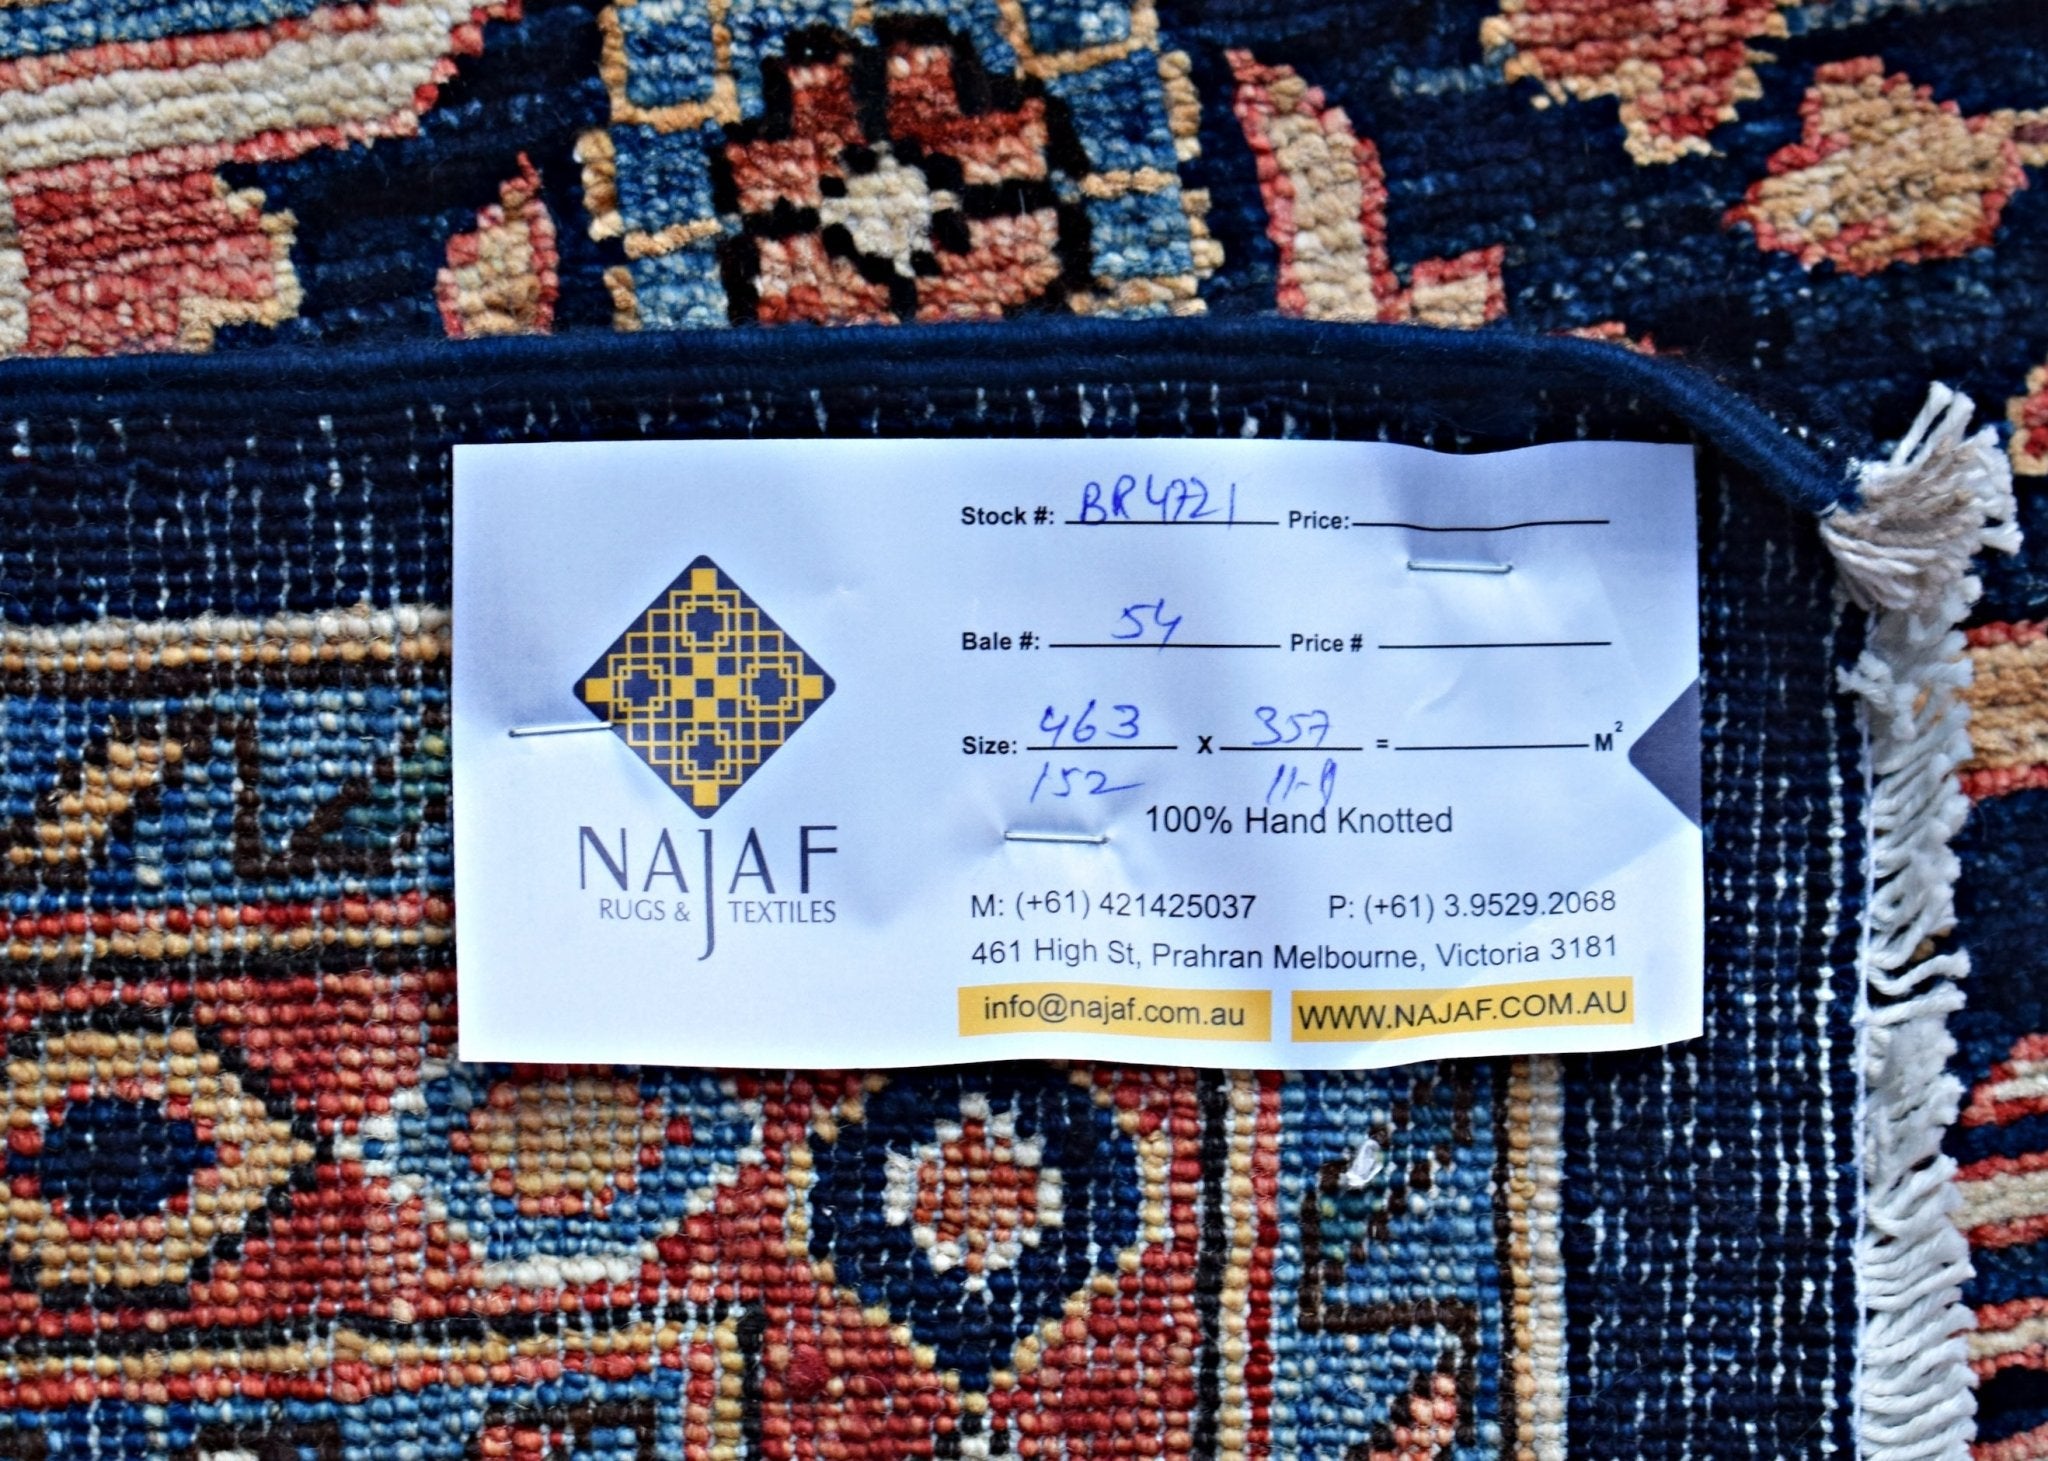 Stock #: BR4721 Price:
Bale #: 54 Price #
Size: 463 X 357 = M²
152
100% Hand Knotted
NAJAF
RUGS & TEXTILES
M: (+61) 421425037 P: (+61) 3.9529.2068
461 High St, Prahran Melbourne, Victoria 3181
info@najaf.com.au WWW.NAJAF.COM.AU